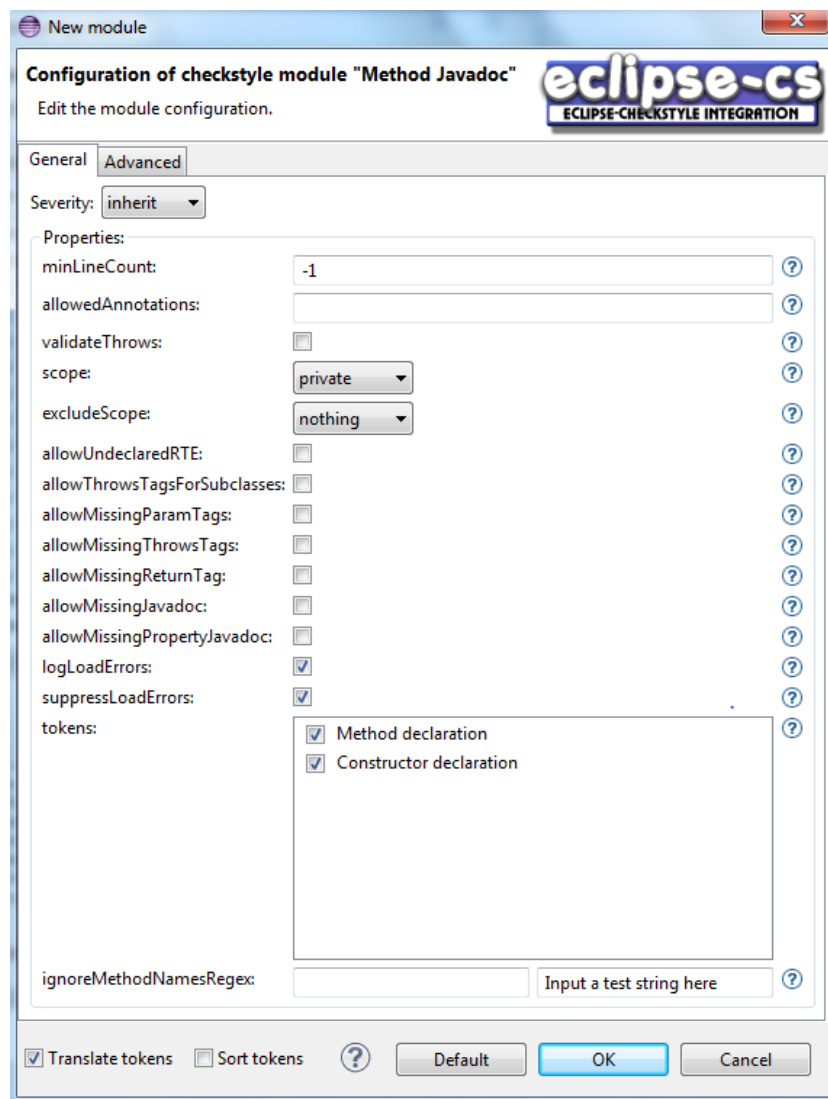 New module
Configuration of checkstyle module "Method Javadoc"
Edit the module configuration.
eclipse-cs
ECLIPSE-CHECKSTYLE INTEGRATION
General Advanced
Severity: inherit
Properties:
minLineCount: -1
allowedAnnotations:
validateThrows:
scope: private
excludeScope: nothing
allowUndeclaredRTE:
allowThrowsTagsForSubclasses:
allowMissingParamTags:
allowMissingThrowsTags:
allowMissingReturnTag:
allowMissingJavadoc:
allowMissingPropertyJavadoc:
logLoadErrors:
suppressLoadErrors:
tokens: Method declaration
Constructor declaration
ignoreMethodNamesRegex: Input a test string here
Translate tokens Sort tokens Default OK Cancel